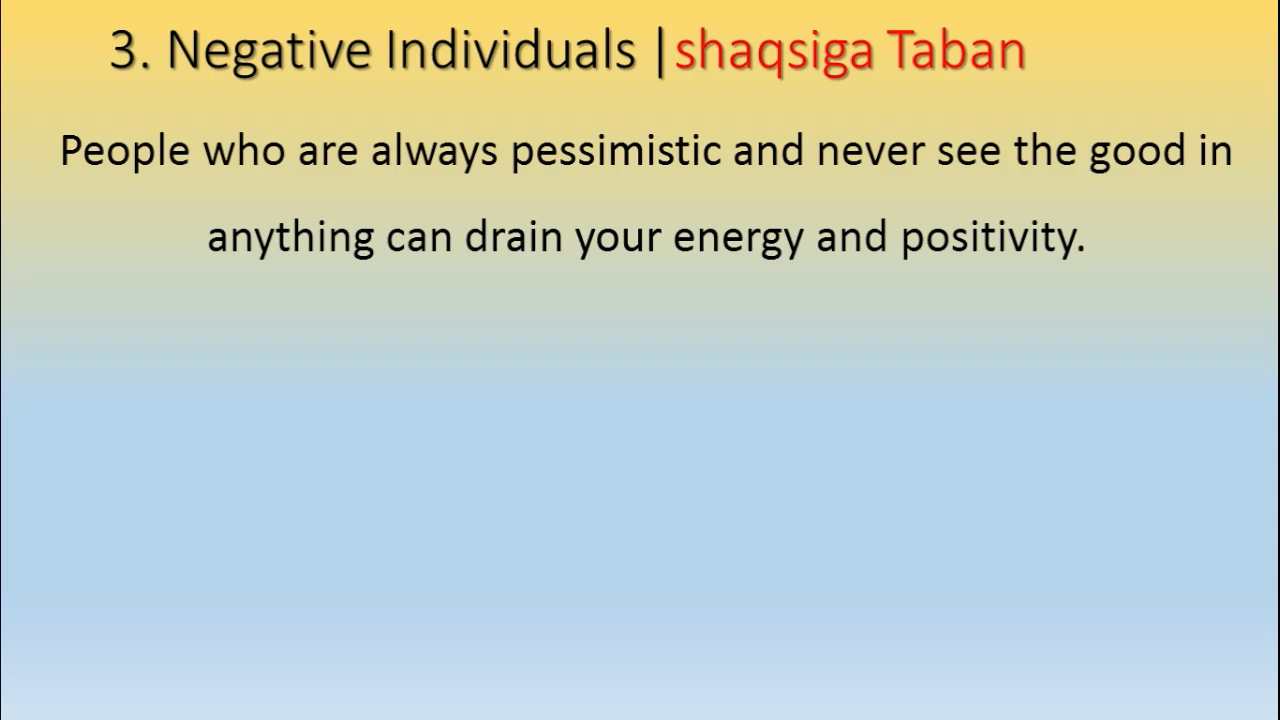 3. Negative Individuals |shaqsiga Taban
People who are always pessimistic and never see the good in
anything can drain your energy and positivity.